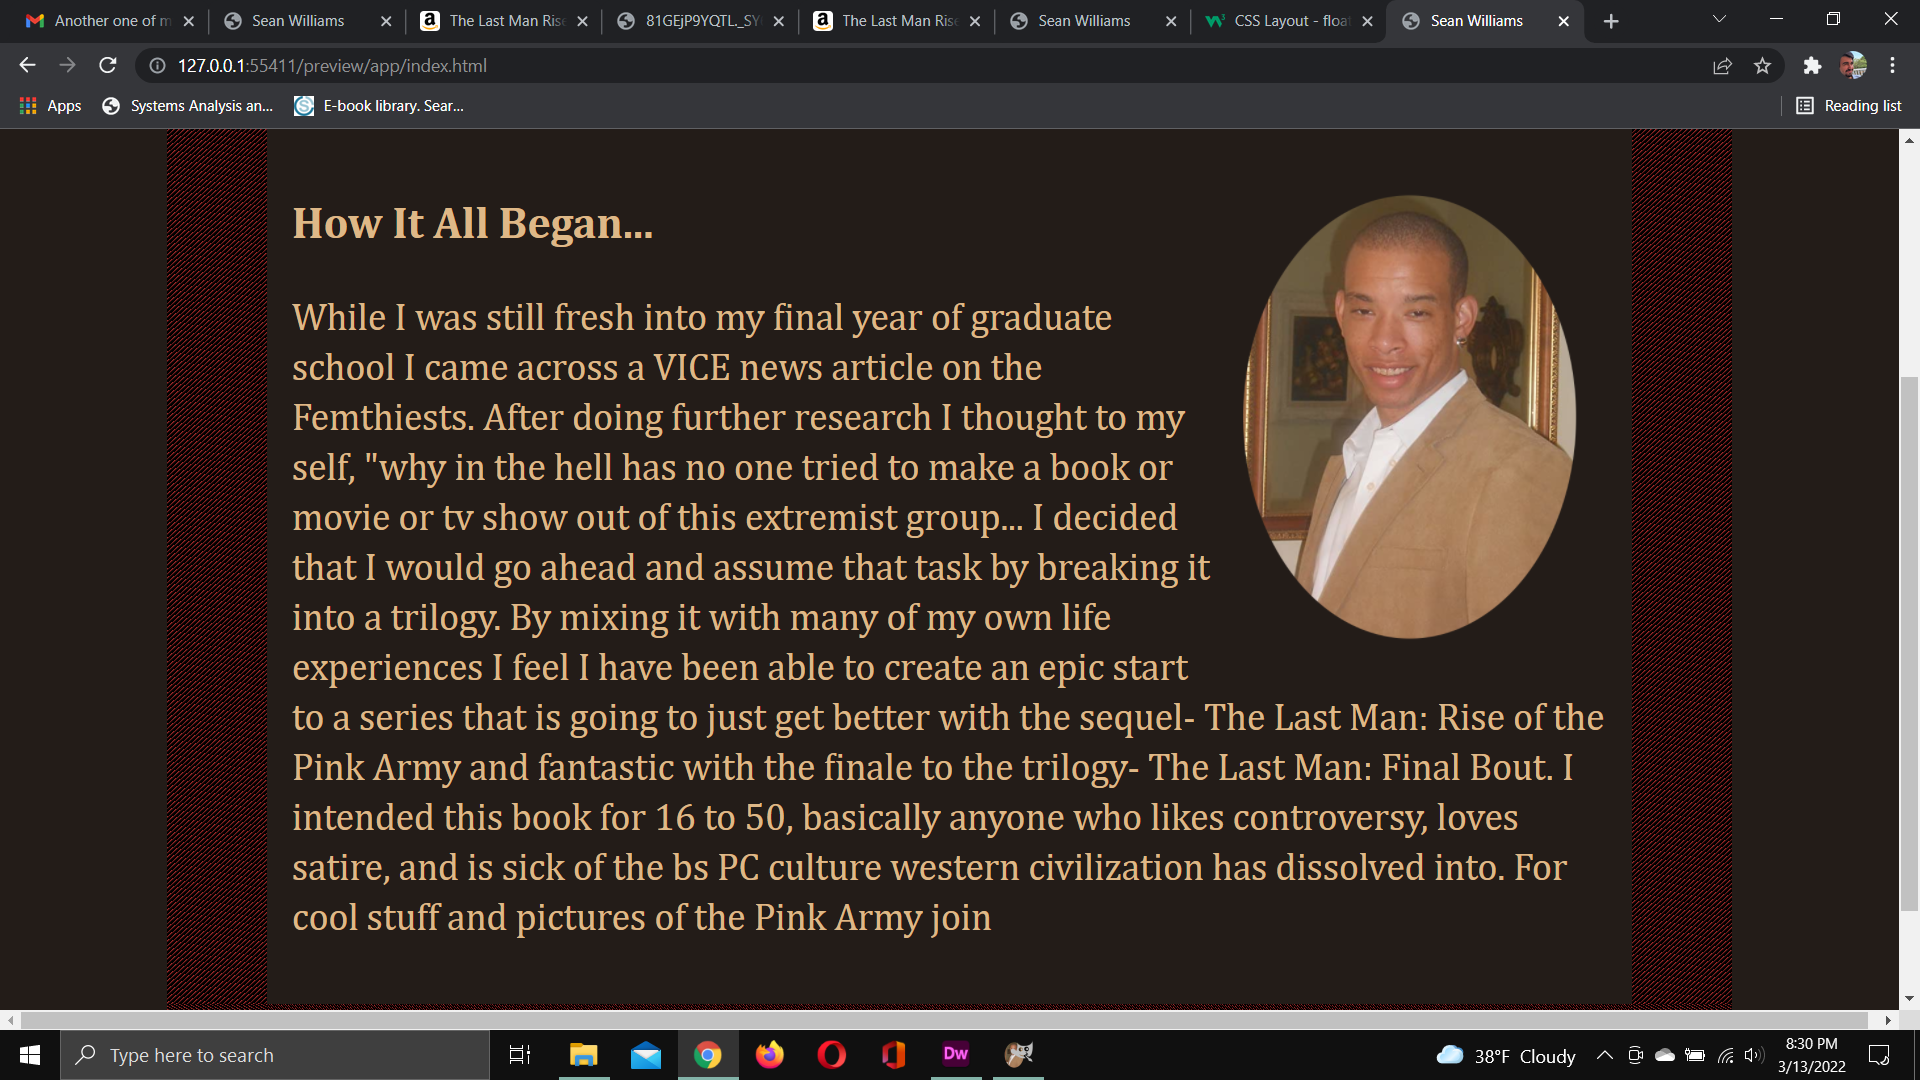 Another one of m
Sean Williams
The Last Man Rise
81GEjP9YQTL._SY
The Last Man Rise
Sean Williams
CSS Layout - float
Sean Williams
127.0.0.1:55411/preview/app/index.html
Apps
Systems Analysis an...
E-book library. Sear...
Reading list
How It All Began...
While I was still fresh into my final year of graduate
school I came across a VICE news article on the
Femthiests. After doing further research I thought to my
self, "why in the hell has no one tried to make a book or
movie or tv show out of this extremist group... I decided
that I would go ahead and assume that task by breaking it
into a trilogy. By mixing it with many of my own life
experiences I feel I have been able to create an epic start
to a series that is going to just get better with the sequel- The Last Man: Rise of the
Pink Army and fantastic with the finale to the trilogy- The Last Man: Final Bout. I
intended this book for 16 to 50, basically anyone who likes controversy, loves
satire, and is sick of the bs PC culture western civilization has dissolved into. For
cool stuff and pictures of the Pink Army join
Type here to search
Dw
38°F Cloudy
8:30 PM
3/13/2022